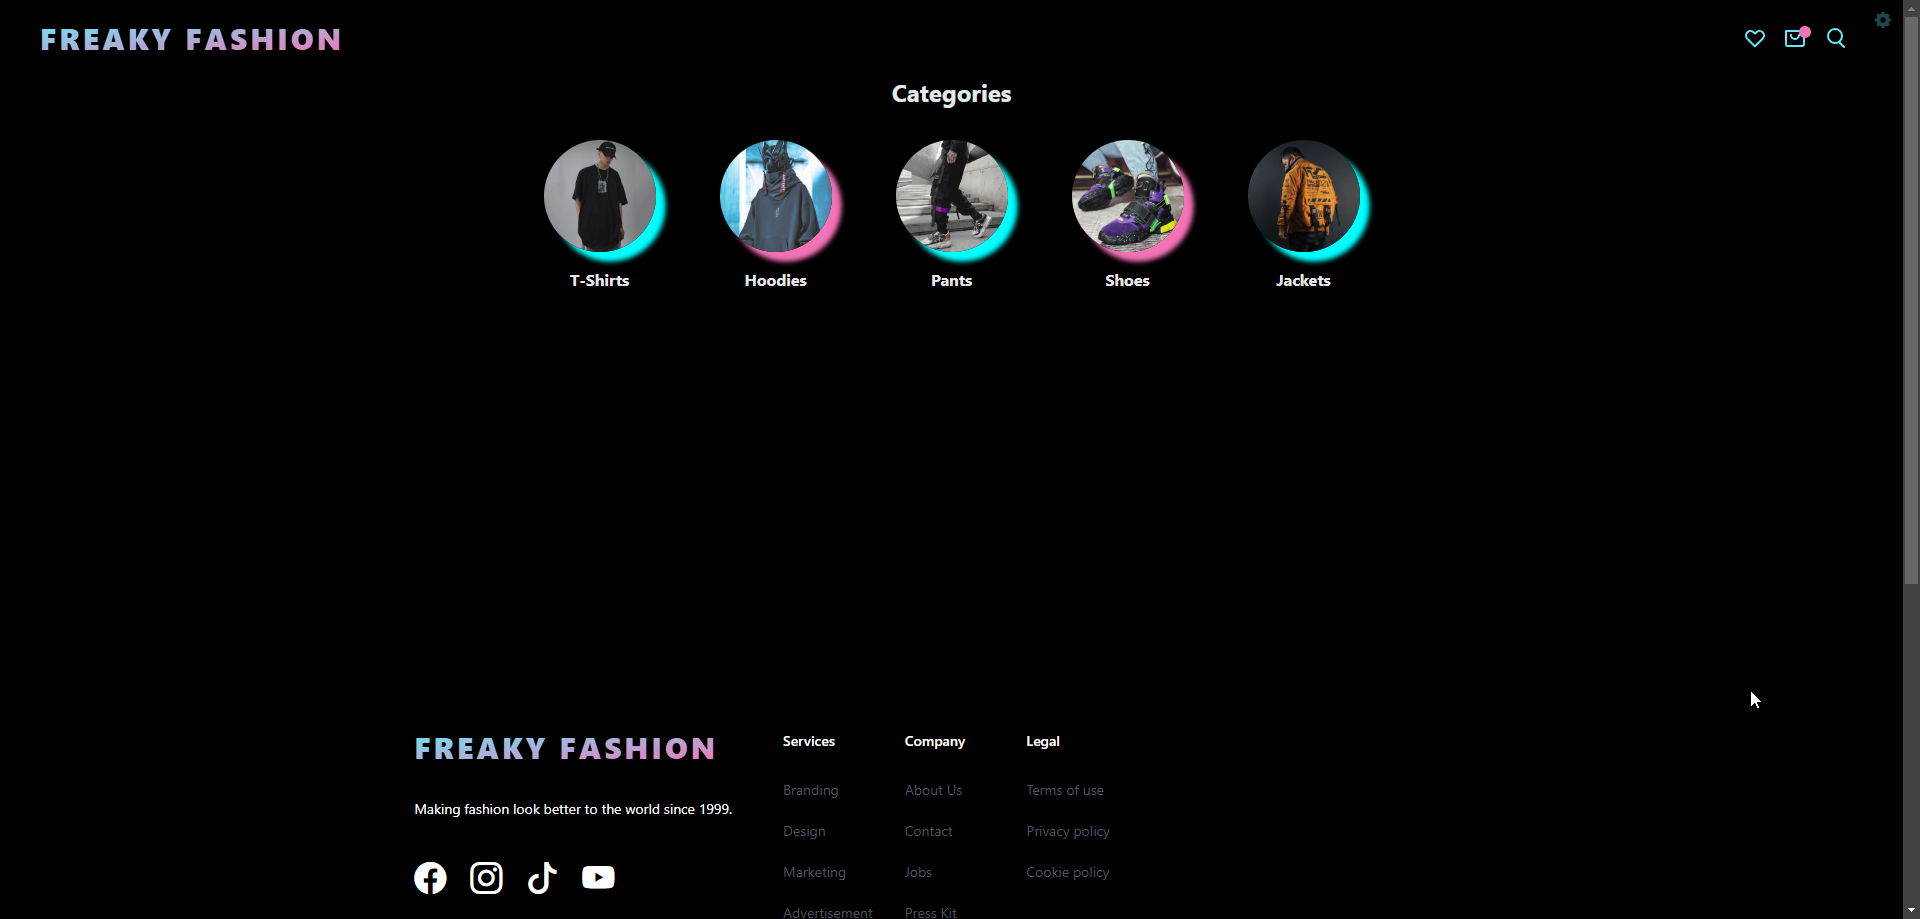 FREAKY FASHION
Categories
T-Shirts
Hoodies
Pants
Shoes
Jackets
FREAKY FASHION
Making fashion look better to the world since 1999.
Services
Branding
Design
Marketing
Advertisement
Company
About Us
Contact
Jobs
Press Kit
Legal
Terms of use
Privacy policy
Cookie policy